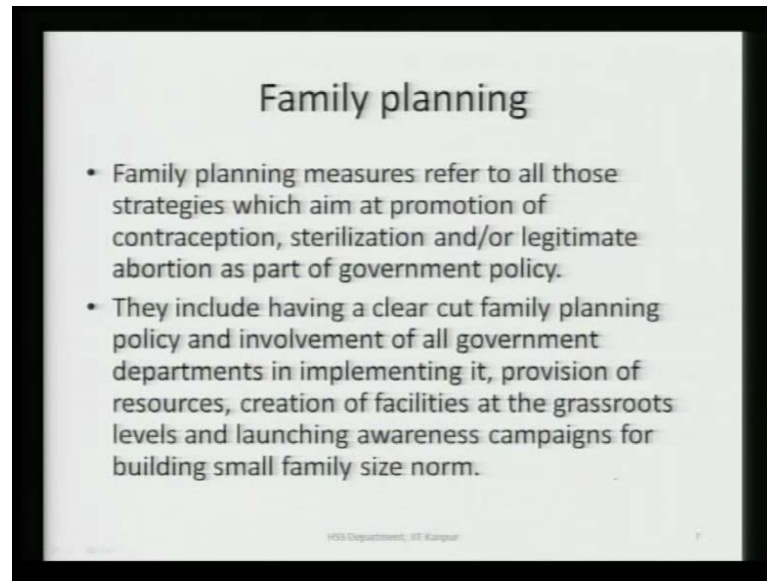 Family planning
• Family planning measures refer to all those
strategies which aim at promotion of
contraception, sterilization and/or legitimate
abortion as part of government policy.
• They include having a clear cut family planning
policy and involvement of all government
departments in implementing it, provision of
resources, creation of facilities at the grassroots
levels and launching awareness campaigns for
building small family size norm.
HSS Department, IIT Kanpur
7